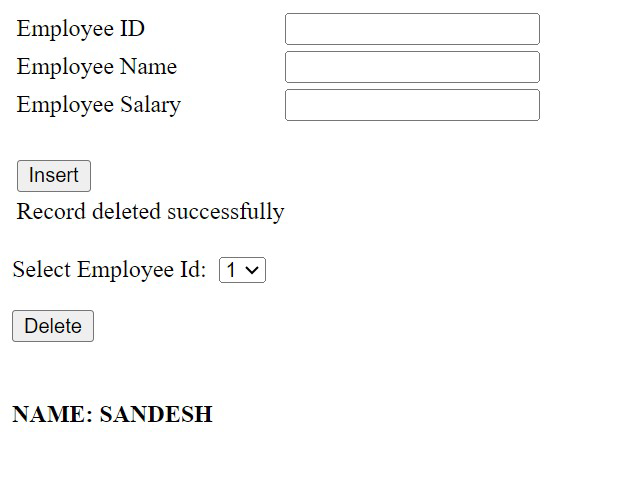 Employee ID
Employee Name
Employee Salary
Insert
Record deleted successfully
Select Employee Id: 1
Delete
NAME: SANDESH